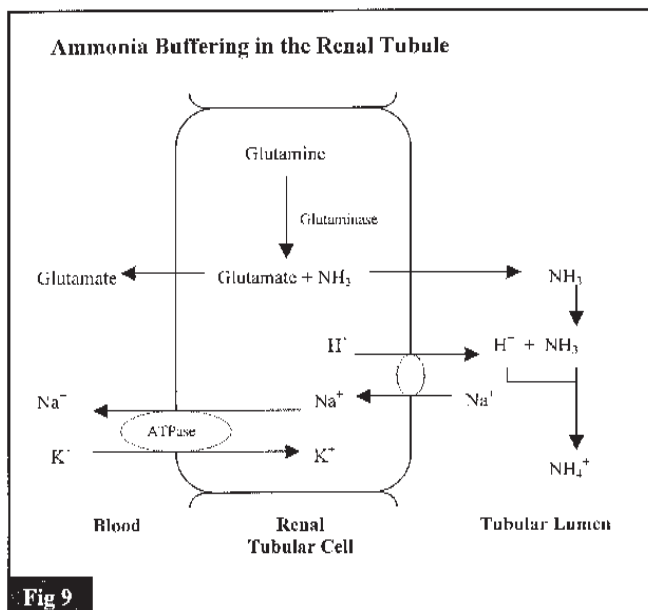 Ammonia Buffering in the Renal Tubule
Glutamine
Glutaminase
Glutamate
Glutamate + NH₃
NH₃
H⁺
H⁺ + NH₃
Na⁺
Na⁺
Na⁺
ATPase
K⁺
K⁺
NH₄⁺
Blood
Renal
Tubular Cell
Tubular Lumen
Fig 9